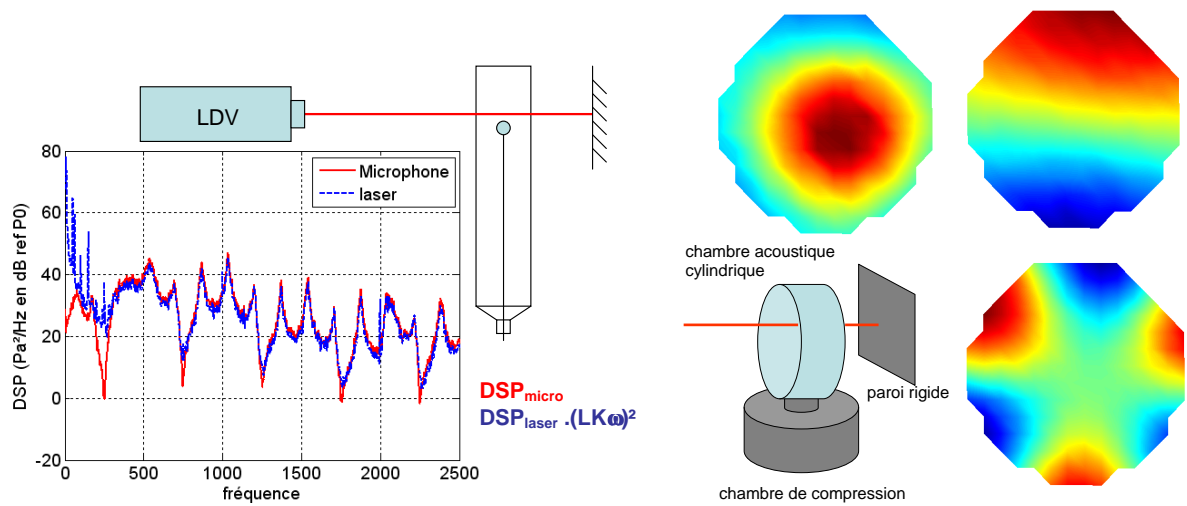 LDV
80
60
40
20
0
-20
DSP (Pa²/Hz en dB ref P0)
Microphone
laser
0
500
1000
1500
2000
2500
fréquence
DSPmicro
DSPlaser .(LKω)²
chambre acoustique
cylindrique
paroi rigide
chambre de compression